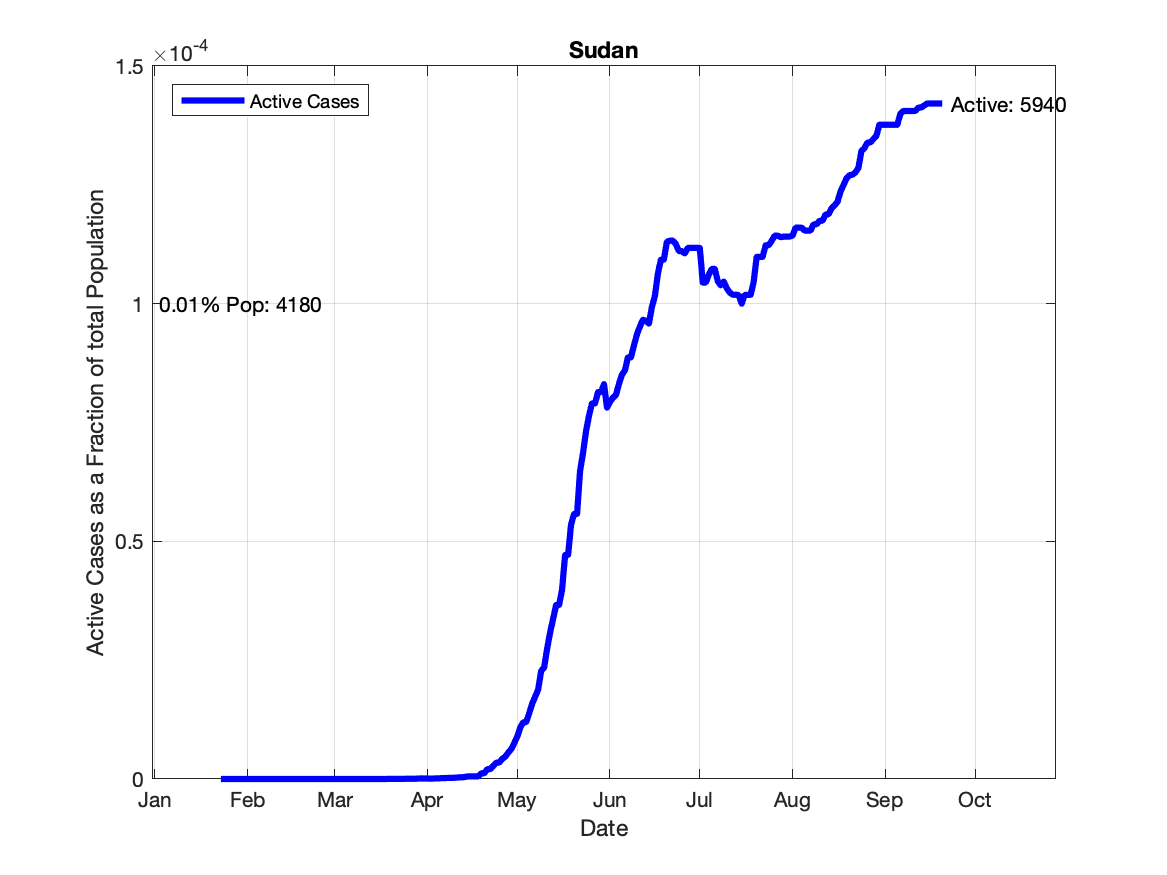 Sudan
×10-4
1.5
1
0.5
0
Active Cases
Active: 5940
0.01% Pop: 4180
Active Cases as a Fraction of total Population
Jan Feb Mar Apr May Jun Jul Aug Sep Oct
Date